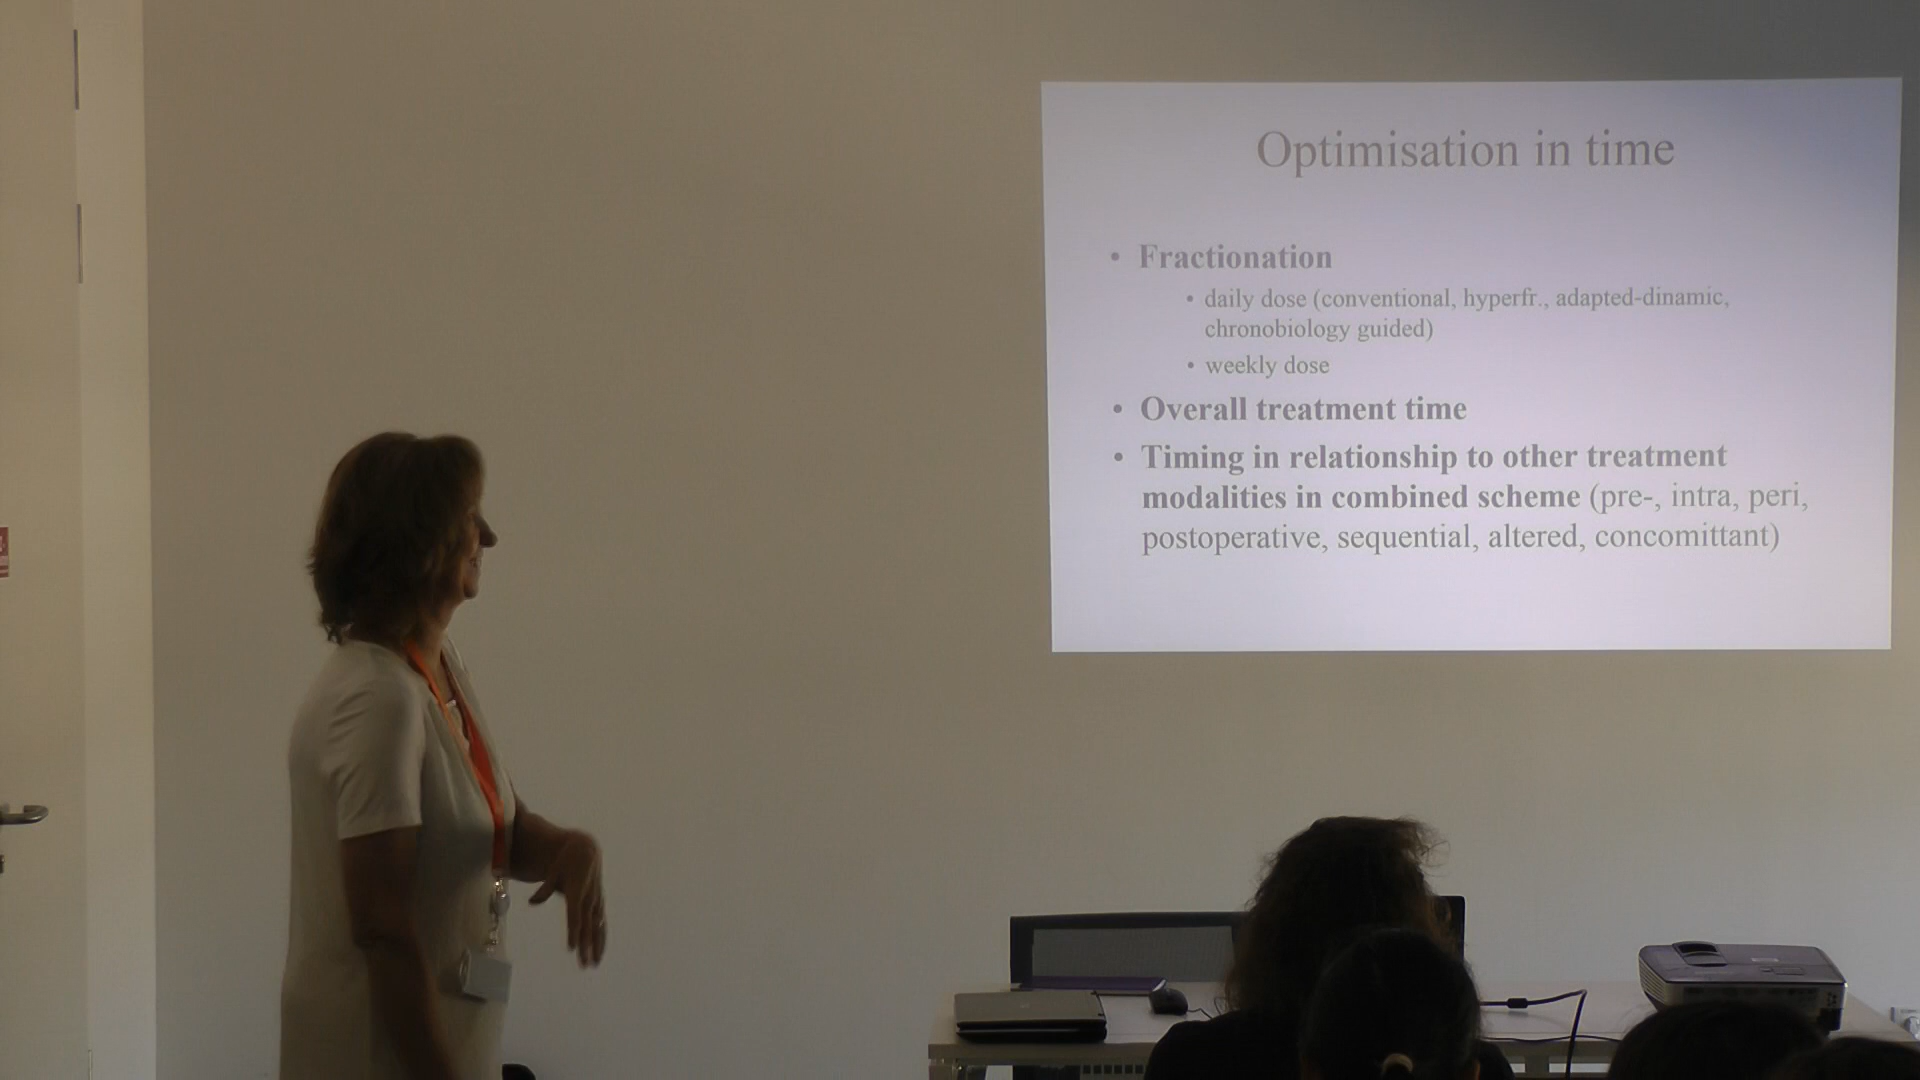 Optimisation in time
• Fractionation
• daily dose (conventional, hyperfr., adapted-dinamic,
chronobiology guided)
• weekly dose
• Overall treatment time
• Timing in relationship to other treatment
modalities in combined scheme (pre-, intra, peri,
postoperative, sequential, altered, concomittant)